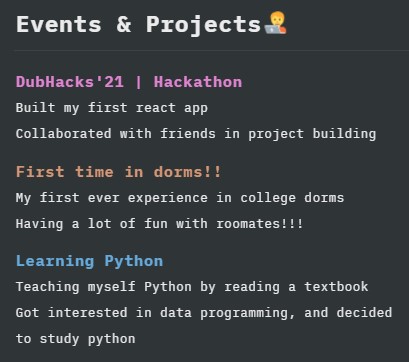 Events & Projects🧑‍💻
DubHacks'21 | Hackathon
Built my first react app
Collaborated with friends in project building
First time in dorms!!
My first ever experience in college dorms
Having a lot of fun with roomates!!!
Learning Python
Teaching myself Python by reading a textbook
Got interested in data programming, and decided
to study python